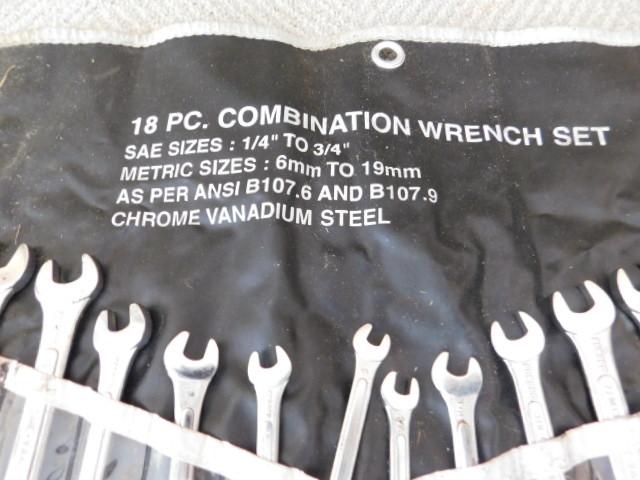 18 PC. COMBINATION WRENCH SET
SAE SIZES : 1/4" TO 3/4"
METRIC SIZES : 6mm TO 19mm
AS PER ANSI B107.6 AND B107.9
CHROME VANADIUM STEEL